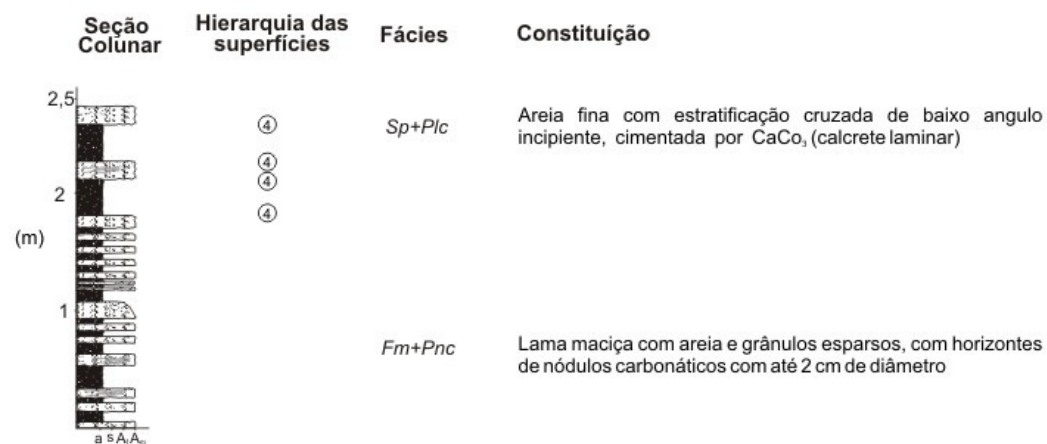 Seção Colunar
Hierarquia das superfícies
Fácies
Constituíção
2,5
④
Sp+Plc
Areia fina com estratificação cruzada de baixo angulo
incipiente, cimentada por CaCo₃ (calcrete laminar)
④
④
2
④
(m)
1
Fm+Pnc
Lama maciça com areia e grânulos esparsos, com horizontes
de nódulos carbonáticos com até 2 cm de diâmetro
a s